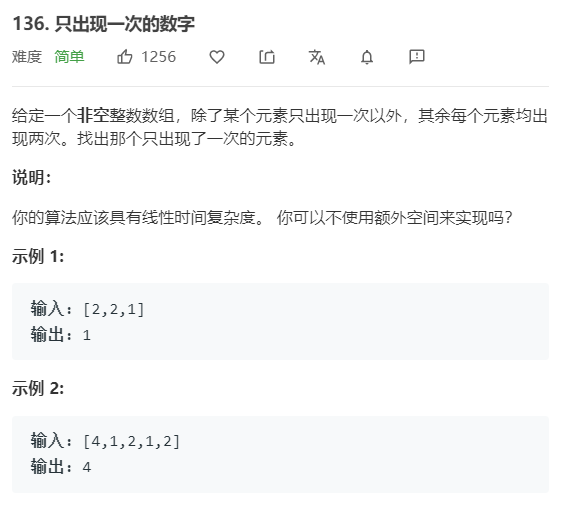 136. 只出现一次的数字
难度 简单 1256
给定一个非空整数数组，除了某个元素只出现一次以外，其余每个元素均出
现两次。找出那个只出现了一次的元素。
说明：
你的算法应该具有线性时间复杂度。 你可以不使用额外空间来实现吗？
示例 1:
输入: [2,2,1]
输出: 1
示例 2:
输入: [4,1,2,1,2]
输出: 4